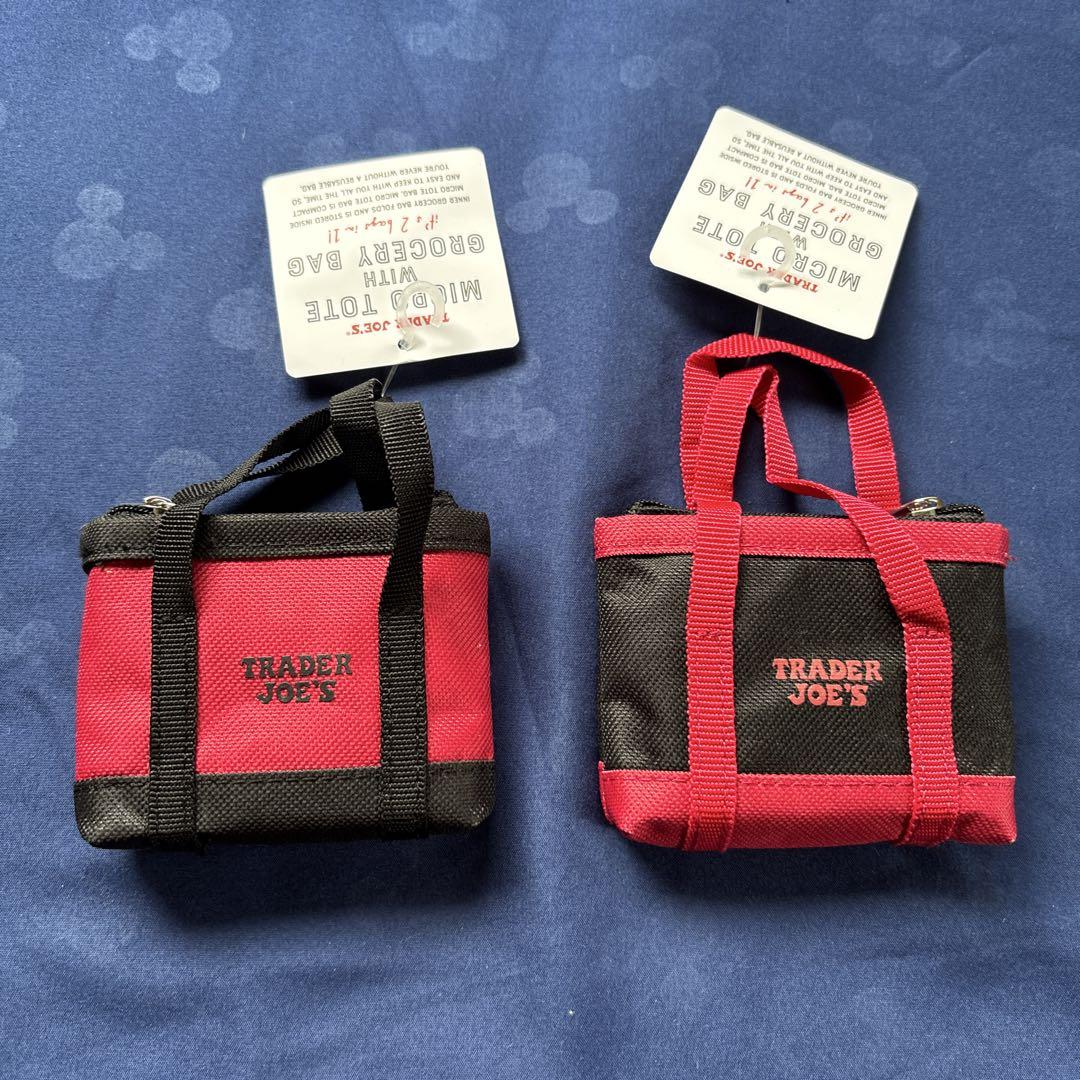 TRADER JOE'S®
MICRO TOTE
WITH
GROCERY BAG
it's 2 bags in 1!
INNER GROCERY BAG FOLDS AND IS STORED INSIDE
MICRO TOTE BAG. MICRO TOTE BAG IS COMPACT
AND EASY TO KEEP WITH YOU ALL THE TIME, SO
YOU'RE NEVER WITHOUT A REUSABLE BAG.
TRADER JOE'S
MICRO TOTE
WITH
GROCERY BAG
it's 2 bags in 1!
INNER GROCERY BAG FOLDS AND IS STORED INSIDE
MICRO TOTE BAG. MICRO TOTE BAG IS COMPACT
AND EASY TO KEEP WITH YOU ALL THE TIME, SO
YOU'RE NEVER WITHOUT A REUSABLE BAG.
TRADER
JOE'S
TRADER
JOE'S